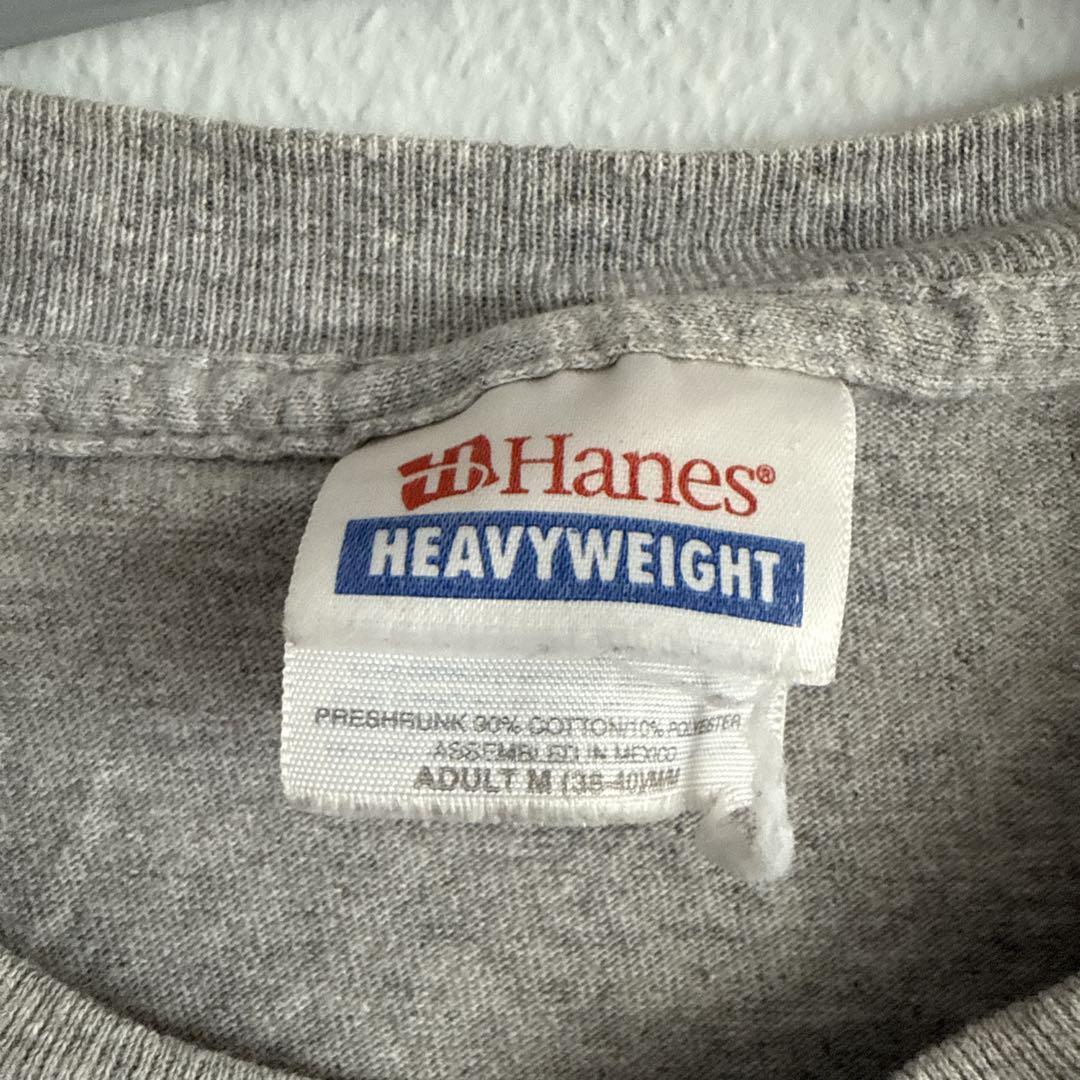 Hanes®
HEAVYWEIGHT
PRESHRUNK 90% COTTON/10% POLYESTER
ASSEMBLED IN MEXICO
ADULT M (38-40)/M/M